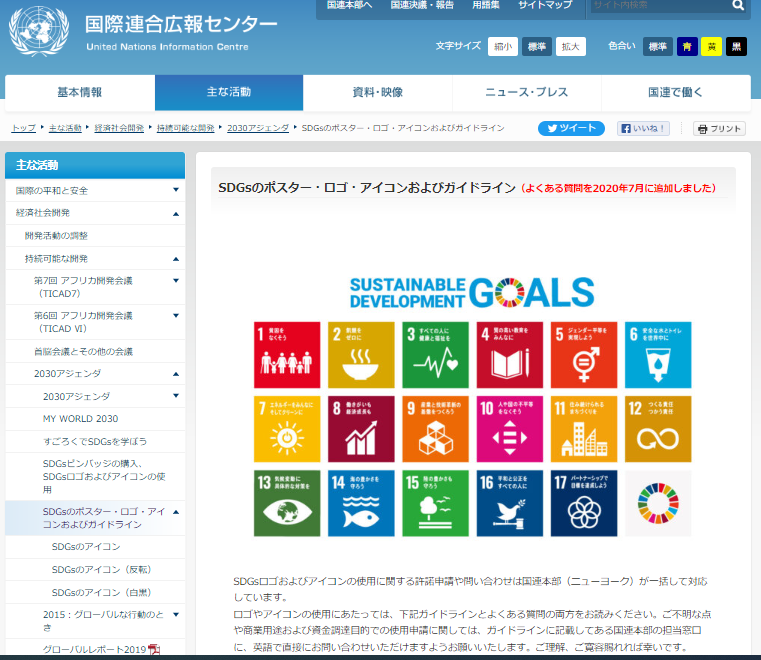 国連本部へ 国連決議・報告 用語集 サイトマップ サイト内検索
国際連合広報センター
United Nations Information Centre
文字サイズ 縮小 標準 拡大 色合い 標準 青 黄 黒
基本情報 主な活動 資料・映像 ニュース・プレス 国連で働く
トップ 主な活動 経済社会開発 持続可能な開発 2030アジェンダ SDGsのポスター・ロゴ・アイコンおよびガイドライン
ツイート いいね! プリント
主な活動
国際の平和と安全
経済社会開発
開発活動の調整
持続可能な開発
第7回 アフリカ開発会議
（TICAD7）
第6回 アフリカ開発会議
（TICAD VI）
首脳会議とその他の会議
2030アジェンダ
2030アジェンダ
MY WORLD 2030
すごろくでSDGsを学ぼう
SDGsピンバッジの購入、
SDGsロゴおよびアイコンの使
用
SDGsのポスター・ロゴ・アイ
コンおよびガイドライン
SDGsのアイコン
SDGsのアイコン（反転）
SDGsのアイコン（白黒）
2015：グローバルな行動のと
き
グローバルレポート2019
SDGsのポスター・ロゴ・アイコンおよびガイドライン（よくある質問を2020年7月に追加しました）
SUSTAINABLE
DEVELOPMENT GOALS
1 貧困を
なくそう
2 飢餓を
ゼロに
3 すべての人に
健康と福祉を
4 質の高い教育を
みんなに
5 ジェンダー平等を
実現しよう
6 安全な水とトイレ
を世界中に
7 エネルギーをみんなに
そしてクリーンに
8 働きがいも
経済成長も
9 産業と技術革新の
基盤をつくろう
10 人や国の不平等
をなくそう
11 住み続けられる
まちづくりを
12 つくる責任
つかう責任
13 気候変動に
具体的な対策を
14 海の豊かさを
守ろう
15 陸の豊かさも
守ろう
16 平和と公正を
すべての人に
17 パートナーシップで
目標を達成しよう
SDGsロゴおよびアイコンの使用に関する許諾申請や問い合わせは国連本部（ニューヨーク）が一括して対応
しています。
ロゴやアイコンの使用にあたっては、下記ガイドラインとよくある質問の両方をお読みください。ご不明な点
や商業用途および資金調達目的での使用申請に関しては、ガイドラインに記載してある国連本部の担当窓口
に、英語で直接にお問い合わせいただけますようお願いいたします。ご理解、ご寛容賜れれば幸いです。